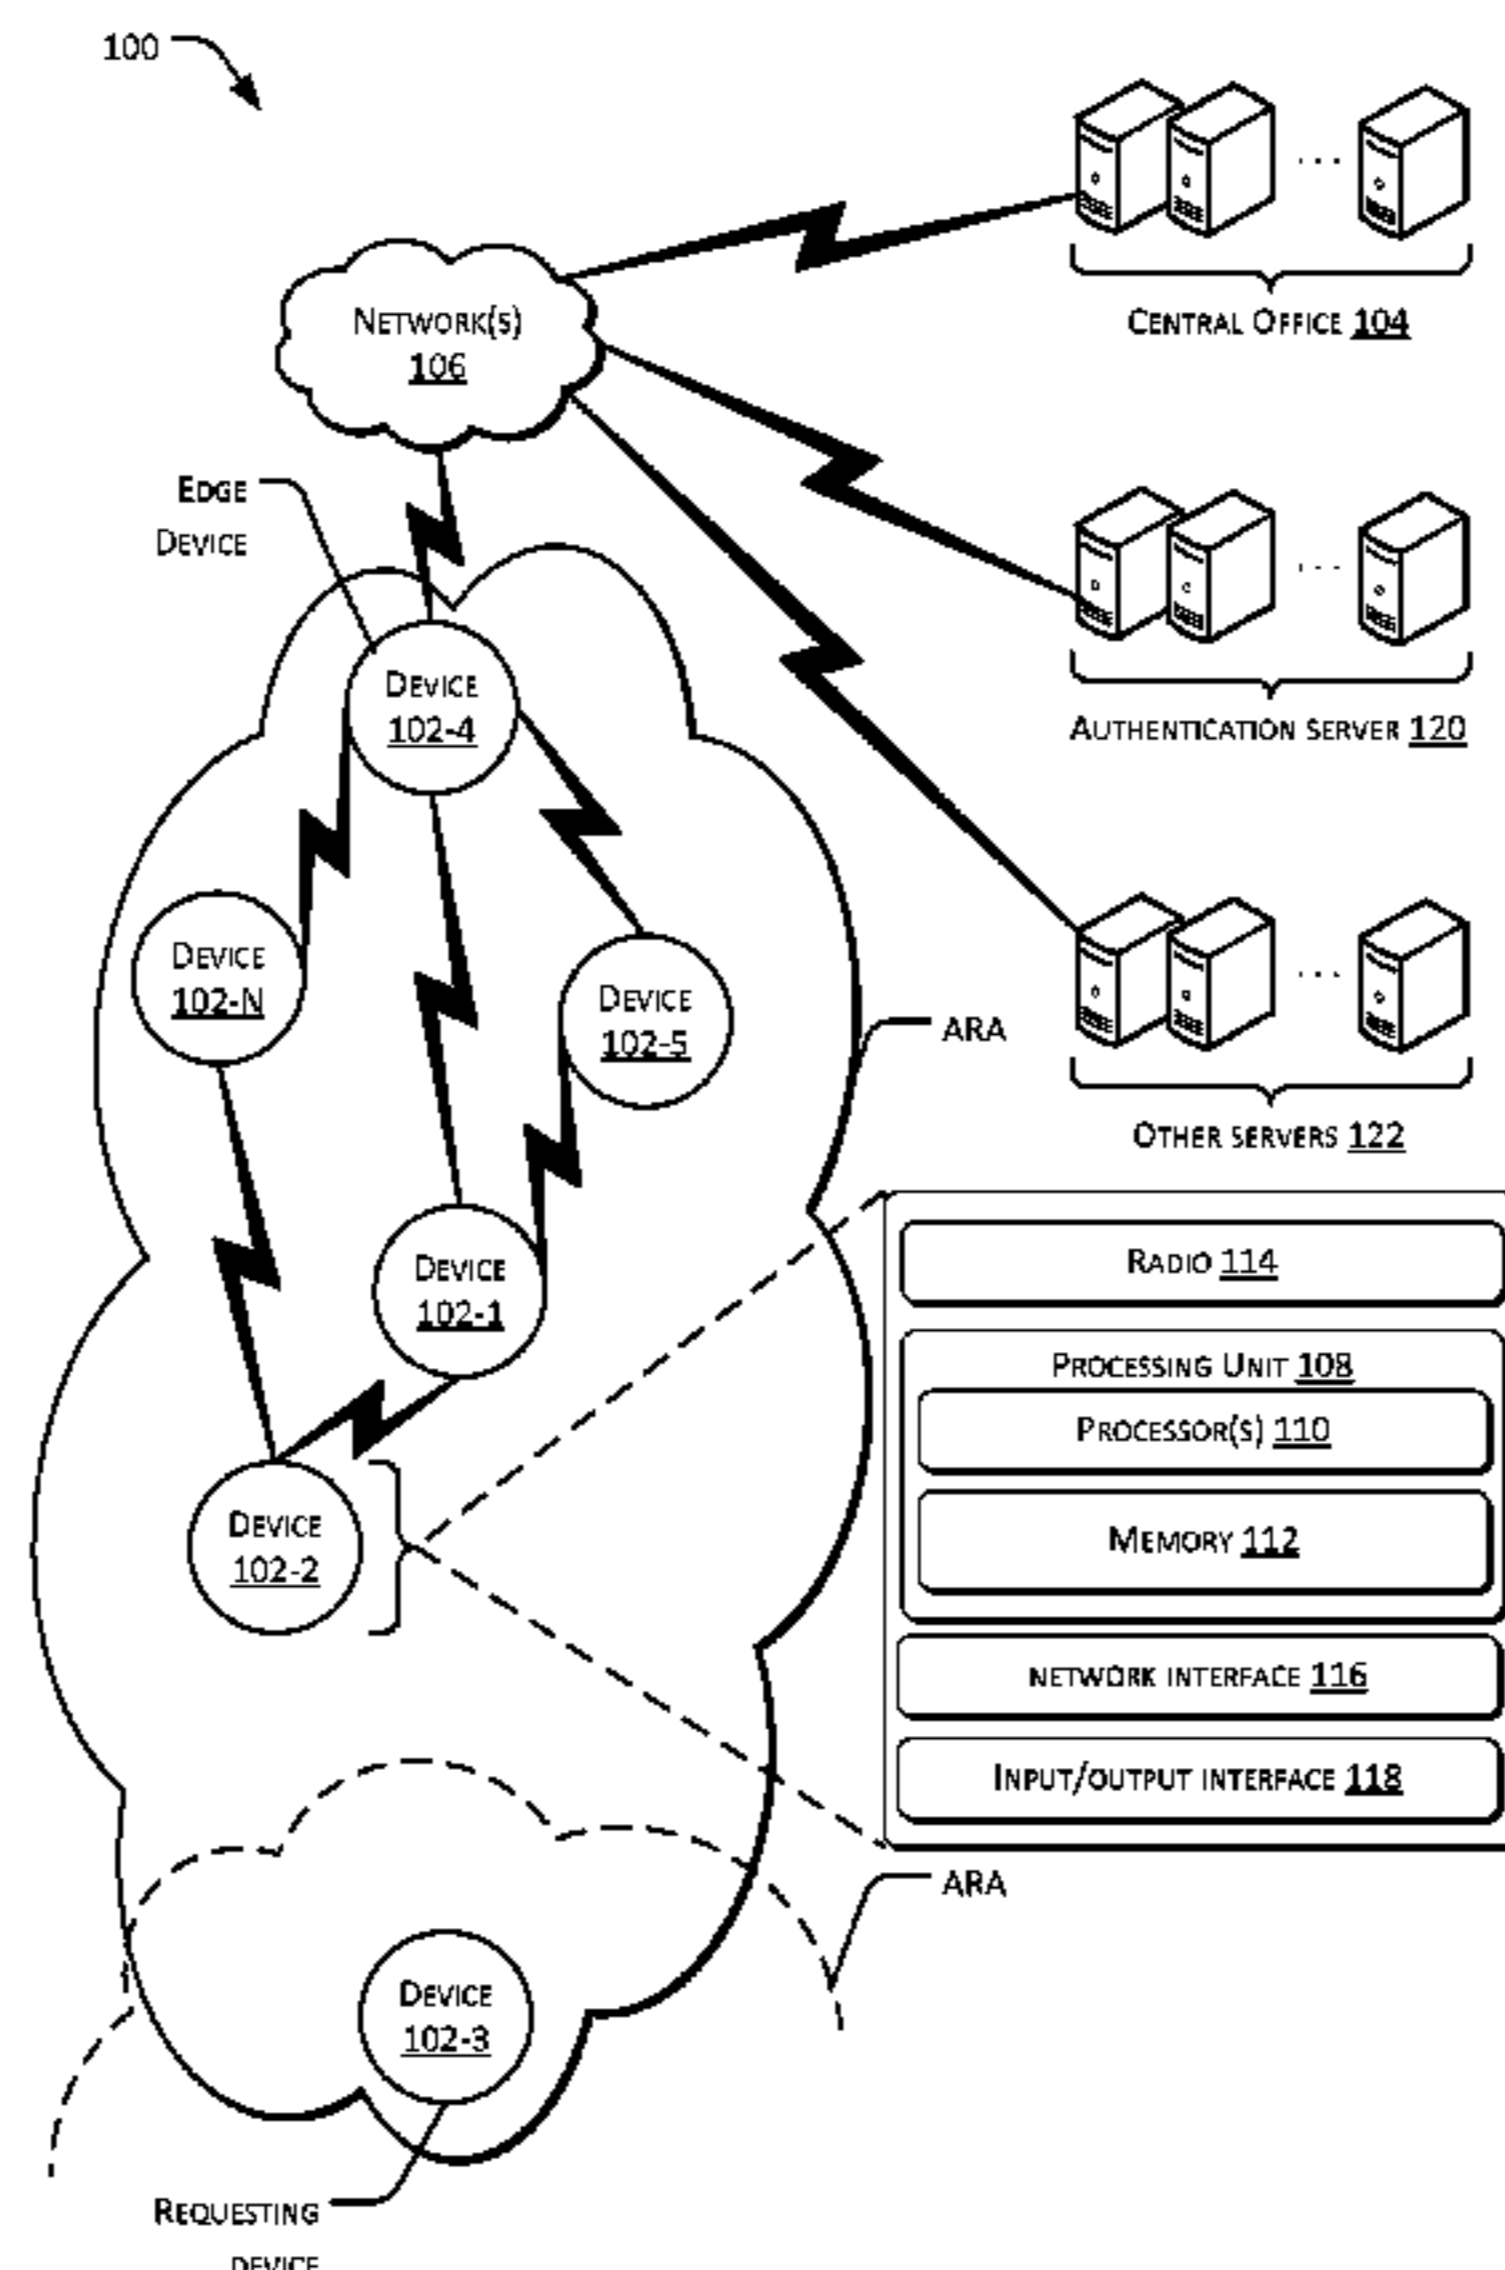 100
CENTRAL OFFICE 104
NETWORK(S)
106
EDGE
DEVICE
DEVICE
102-4
AUTHENTICATION SERVER 120
DEVICE
102-N
DEVICE
102-5
ARA
OTHER SERVERS 122
DEVICE
102-1
RADIO 114
PROCESSING UNIT 108
PROCESSOR(S) 110
MEMORY 112
DEVICE
102-2
NETWORK INTERFACE 116
INPUT/OUTPUT INTERFACE 118
ARA
DEVICE
102-3
REQUESTING
DEVICE